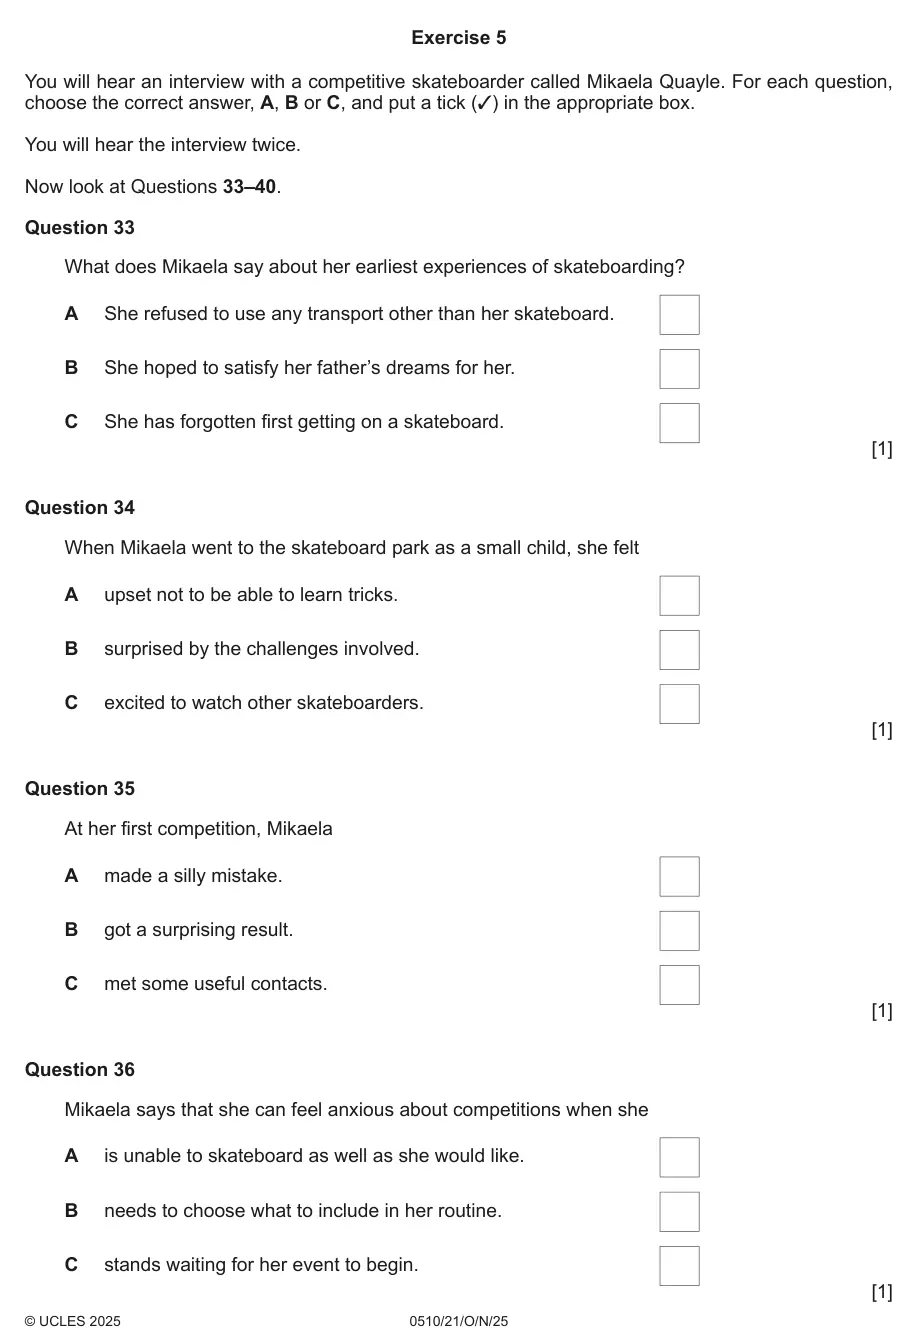 Exercise 5
You will hear an interview with a competitive skateboarder called Mikaela Quayle. For each question,
choose the correct answer, A, B or C, and put a tick (✓) in the appropriate box.
You will hear the interview twice.
Now look at Questions 33–40.
Question 33
What does Mikaela say about her earliest experiences of skateboarding?
A She refused to use any transport other than her skateboard.
B She hoped to satisfy her father’s dreams for her.
C She has forgotten first getting on a skateboard.
[1]
Question 34
When Mikaela went to the skateboard park as a small child, she felt
A upset not to be able to learn tricks.
B surprised by the challenges involved.
C excited to watch other skateboarders.
[1]
Question 35
At her first competition, Mikaela
A made a silly mistake.
B got a surprising result.
C met some useful contacts.
[1]
Question 36
Mikaela says that she can feel anxious about competitions when she
A is unable to skateboard as well as she would like.
B needs to choose what to include in her routine.
C stands waiting for her event to begin.
[1]
© UCLES 2025 0510/21/O/N/25